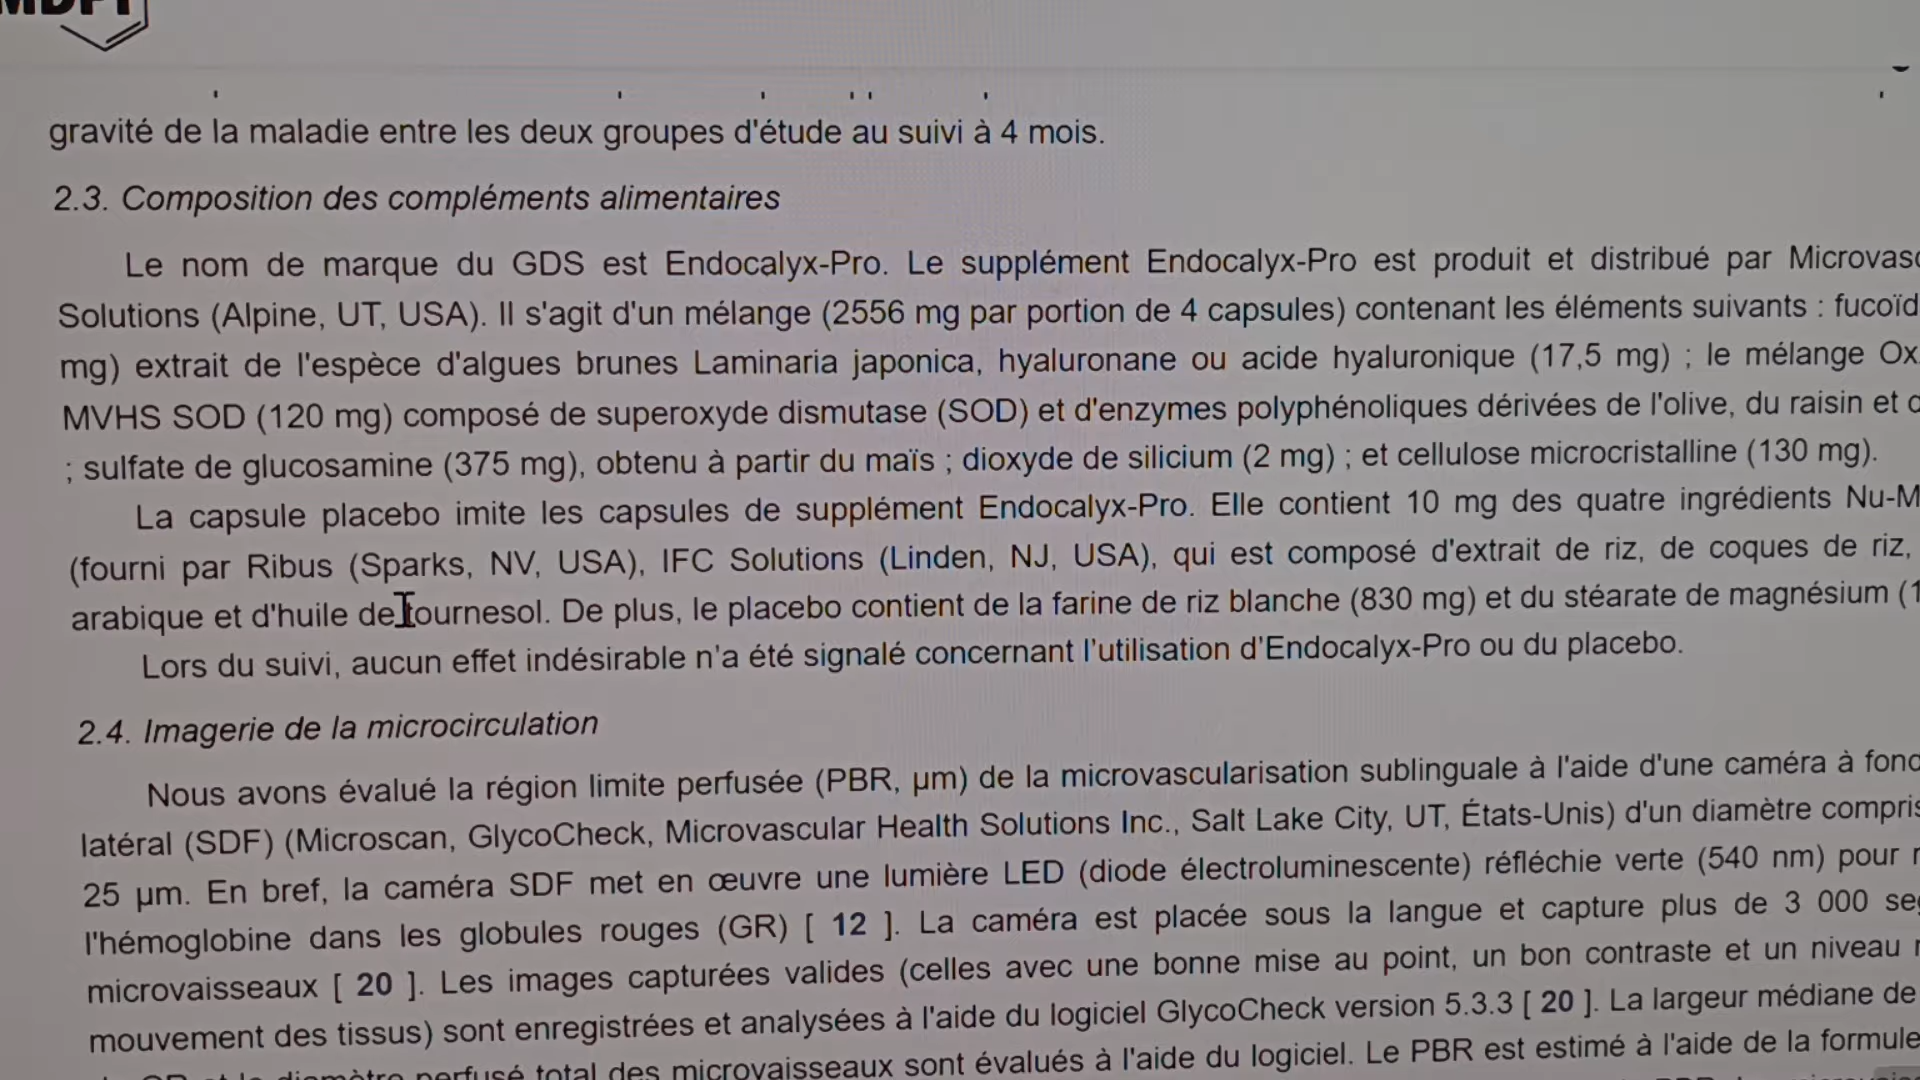 MDPI
gravité de la maladie entre les deux groupes d'étude au suivi à 4 mois.
2.3. Composition des compléments alimentaires
Le nom de marque du GDS est Endocalyx-Pro. Le supplément Endocalyx-Pro est produit et distribué par
Solutions (Alpine, UT, USA). Il s'agit d'un mélange (2556 mg par portion de 4 capsules) contenant les éléments suivants :
mg) extrait de l'espèce d'algues brunes Laminaria japonica, hyaluronane ou acide hyaluronique (17,5 mg) ; le mélange
MVHS SOD (120 mg) composé de superoxyde dismutase (SOD) et d'enzymes polyphénoliques dérivées de l'olive, du raisin et
; sulfate de glucosamine (375 mg), obtenu à partir du maïs ; dioxyde de silicium (2 mg) ; et cellulose microcristalline (130 mg).
La capsule placebo imite les capsules de supplément Endocalyx-Pro. Elle contient 10 mg des quatre ingrédients
(fourni par Ribus (Sparks, NV, USA), IFC Solutions (Linden, NJ, USA), qui est composé d'extrait de riz, de coques de riz,
arabique et d'huile de tournesol. De plus, le placebo contient de la farine de riz blanche (830 mg) et du stéarate de magnésium
Lors du suivi, aucun effet indésirable n'a été signalé concernant l'utilisation d'Endocalyx-Pro ou du placebo.
2.4. Imagerie de la microcirculation
Nous avons évalué la région limite perfusée (PBR, µm) de la microvascularisation sublinguale à l'aide d'une caméra à
latéral (SDF) (Microscan, GlycoCheck, Microvascular Health Solutions Inc., Salt Lake City, UT, États-Unis) d'un diamètre
25 µm. En bref, la caméra SDF met en œuvre une lumière LED (diode électroluminescente) réfléchie verte (540 nm) pour
l'hémoglobine dans les globules rouges (GR) [ 12 ]. La caméra est placée sous la langue et capture plus de 3 000
microvaisseaux [ 20 ]. Les images capturées valides (celles avec une bonne mise au point, un bon contraste et un niveau
mouvement des tissus) sont enregistrées et analysées à l'aide du logiciel GlycoCheck version 5.3.3 [ 20 ]. La largeur médiane de
diamètre perfusé total des microvaisseaux sont évalués à l'aide du logiciel. Le PBR est estimé à l'aide de la formule